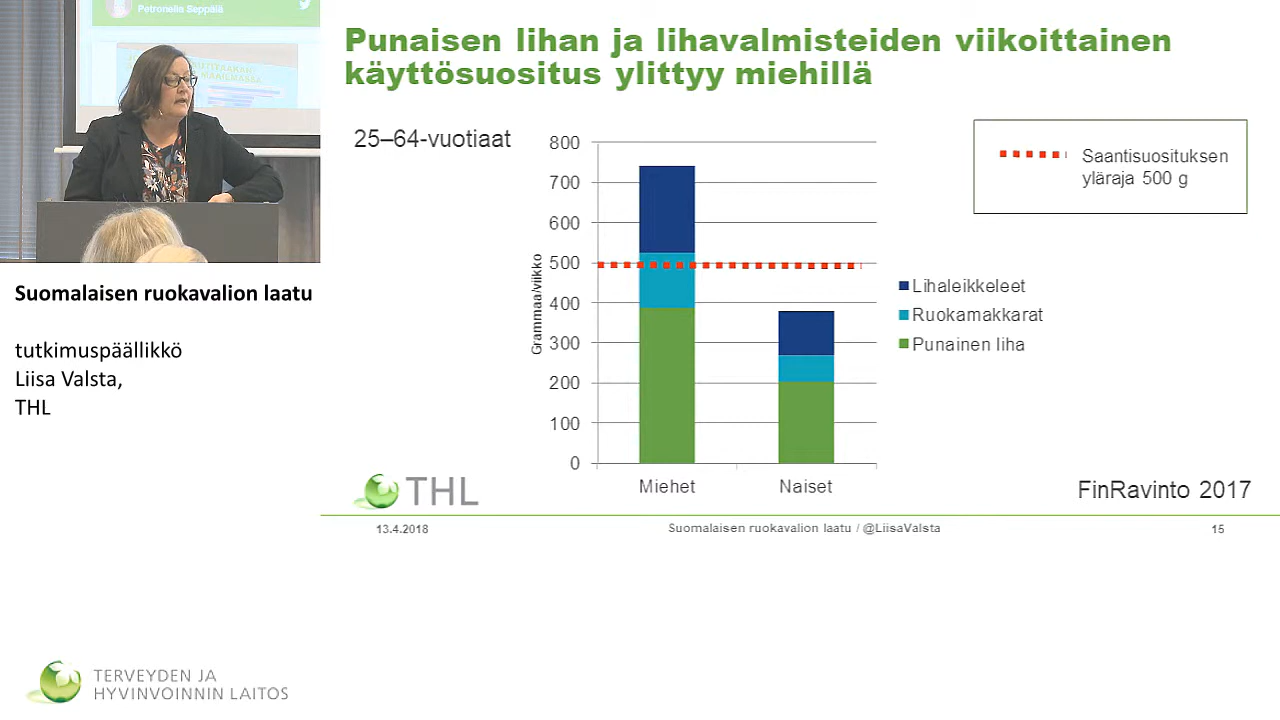 Petronella Seppälä
Punaisen lihan ja lihavalmisteiden viikoittainen
käyttösuositus ylittyy miehillä
25–64-vuotiaat
Grammaa/viikko
800
700
600
500
400
300
200
100
0
Miehet
Naiset
Saantisuosituksen
yläraja 500 g
Lihaleikkeleet
Ruokamakkarat
Punainen liha
THL
FinRavinto 2017
13.4.2018
Suomalaisen ruokavalion laatu / @LiisaValsta
15
Suomalaisen ruokavalion laatu
tutkimuspäällikkö
Liisa Valsta,
THL
TERVEYDEN JA
HYVINVOINNIN LAITOS